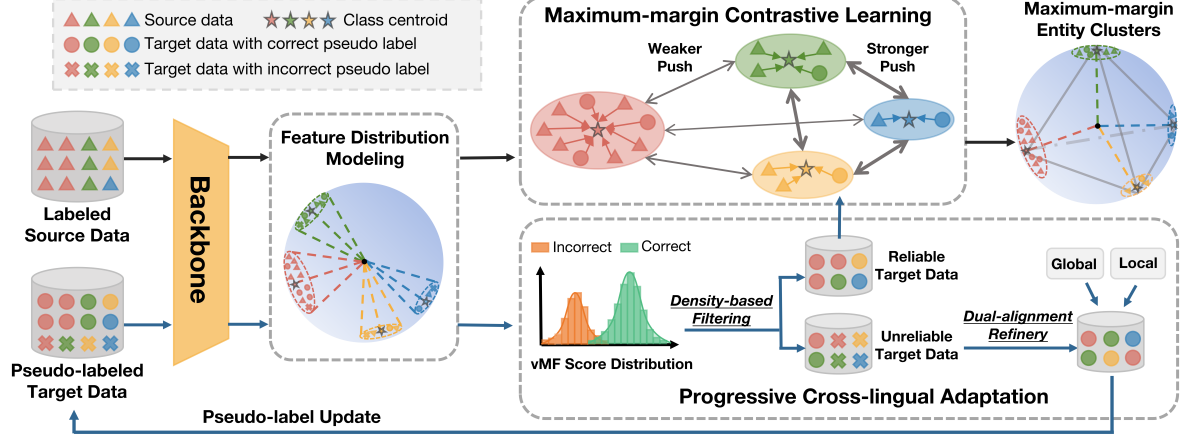 Source data
Class centroid
Target data with correct pseudo label
Target data with incorrect pseudo label
Labeled
Source Data
Pseudo-labeled
Target Data
Backbone
Feature Distribution
Modeling
Maximum-margin Contrastive Learning
Weaker
Push
Stronger
Push
Maximum-margin
Entity Clusters
Incorrect
Correct
vMF Score Distribution
Density-based
Filtering
Reliable
Target Data
Unreliable
Target Data
Global
Local
Dual-alignment
Refinery
Progressive Cross-lingual Adaptation
Pseudo-label Update